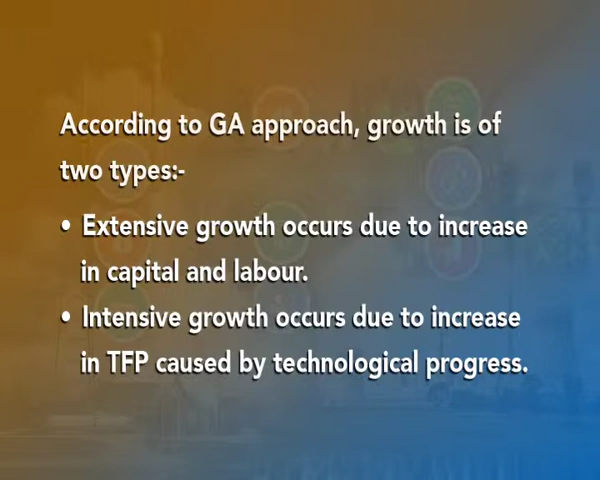 According to GA approach, growth is of
two types:-
• Extensive growth occurs due to increase
in capital and labour.
• Intensive growth occurs due to increase
in TFP caused by technological progress.